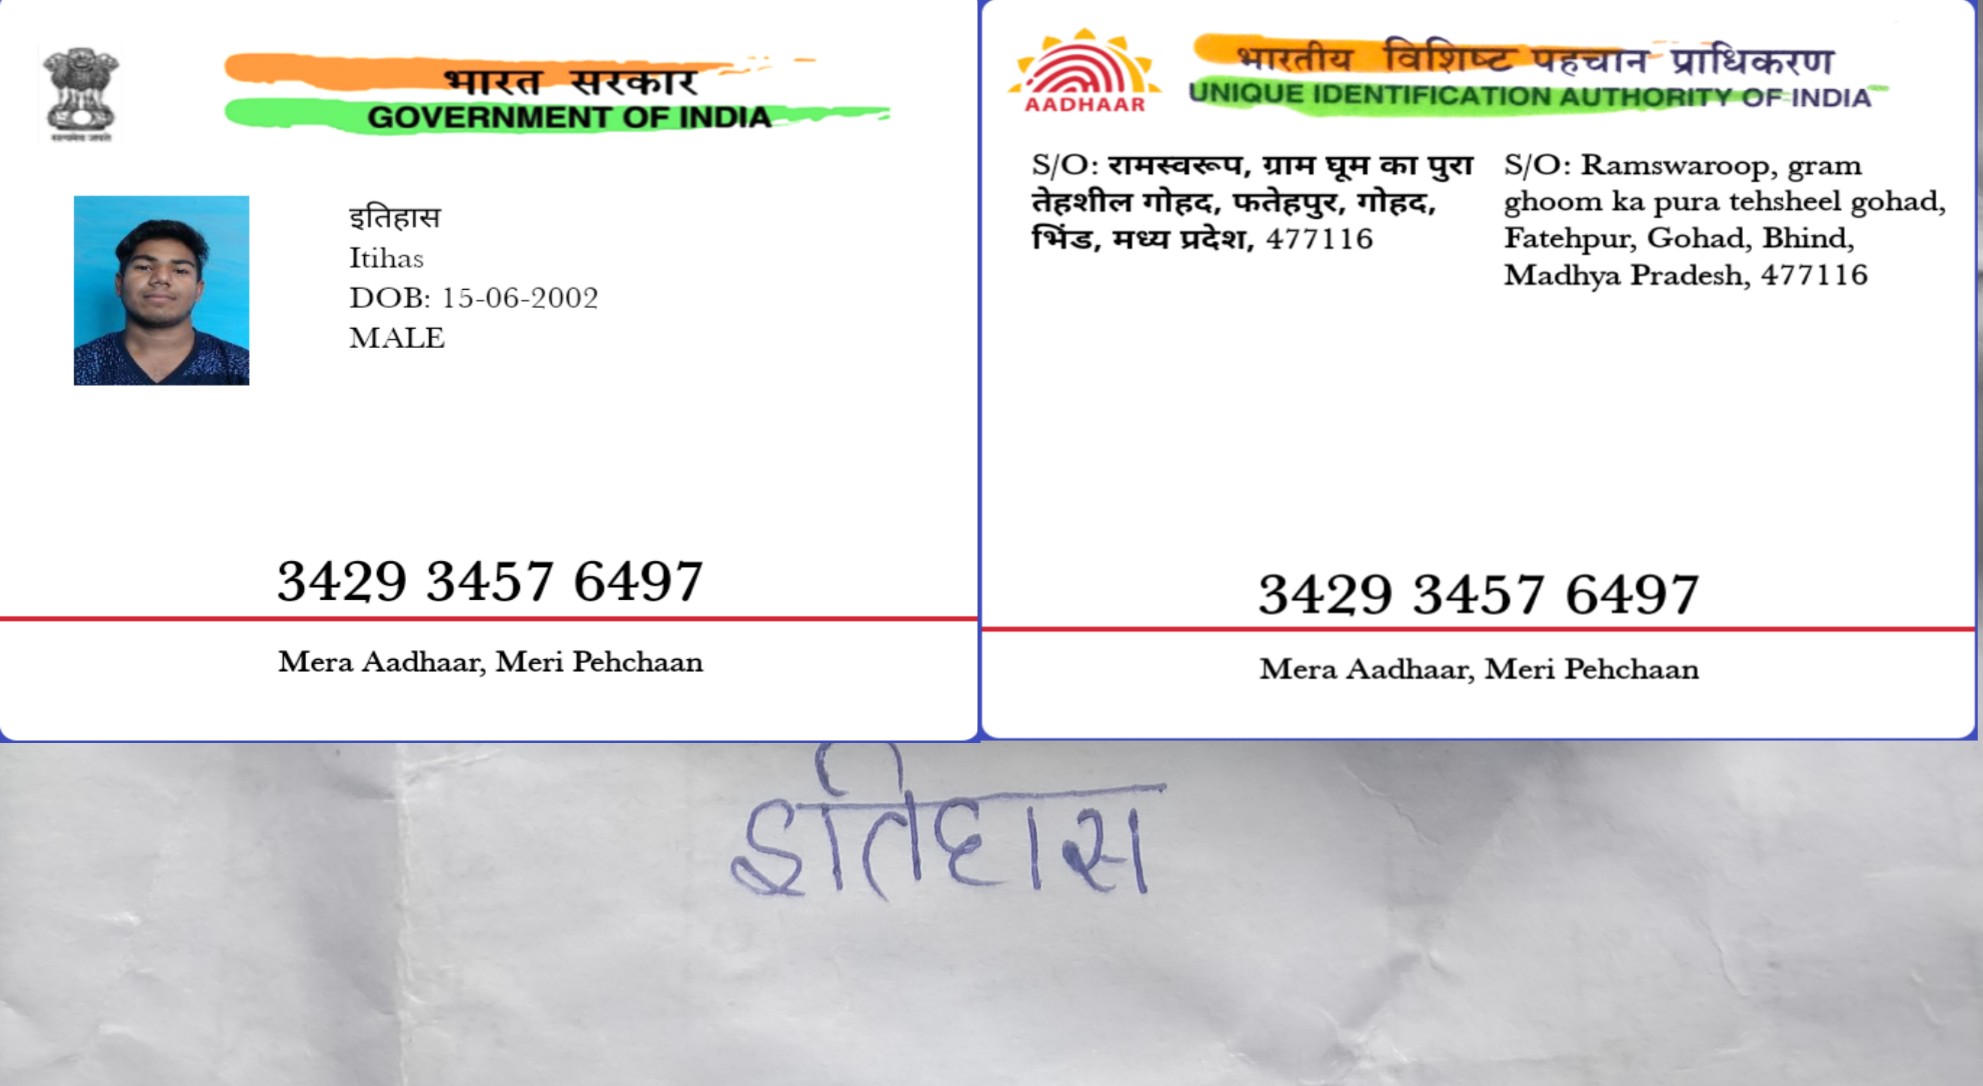 भारत सरकार
GOVERNMENT OF INDIA
इतिहास
Itihas
DOB: 15-06-2002
MALE
3429 3457 6497
Mera Aadhaar, Meri Pehchaan
AADHAAR
भारतीय विशिष्ट पहचान प्राधिकरण
UNIQUE IDENTIFICATION AUTHORITY OF INDIA
S/O: रामस्वरूप, ग्राम घूम का पुरा
तेहशील गोहद, फतेहपुर, गोहद,
भिंड, मध्य प्रदेश, 477116
S/O: Ramswaroop, gram
ghoom ka pura tehsheel gohad,
Fatehpur, Gohad, Bhind,
Madhya Pradesh, 477116
3429 3457 6497
Mera Aadhaar, Meri Pehchaan
इतिहास